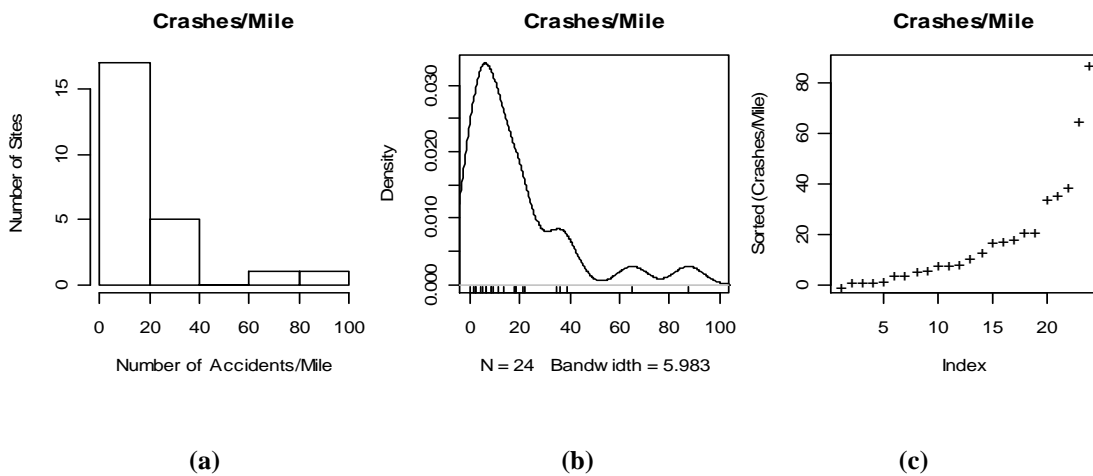 Crashes/Mile
Number of Sites
15
10
5
0
0 20 40 60 80 100
Number of Accidents/Mile
(a)
Crashes/Mile
Density
0.030
0.020
0.010
0.000
0 20 40 60 80 100
N = 24 Bandwidth = 5.983
(b)
Crashes/Mile
Sorted (Crashes/Mile)
80
60
40
20
0
5 10 15 20
Index
(c)